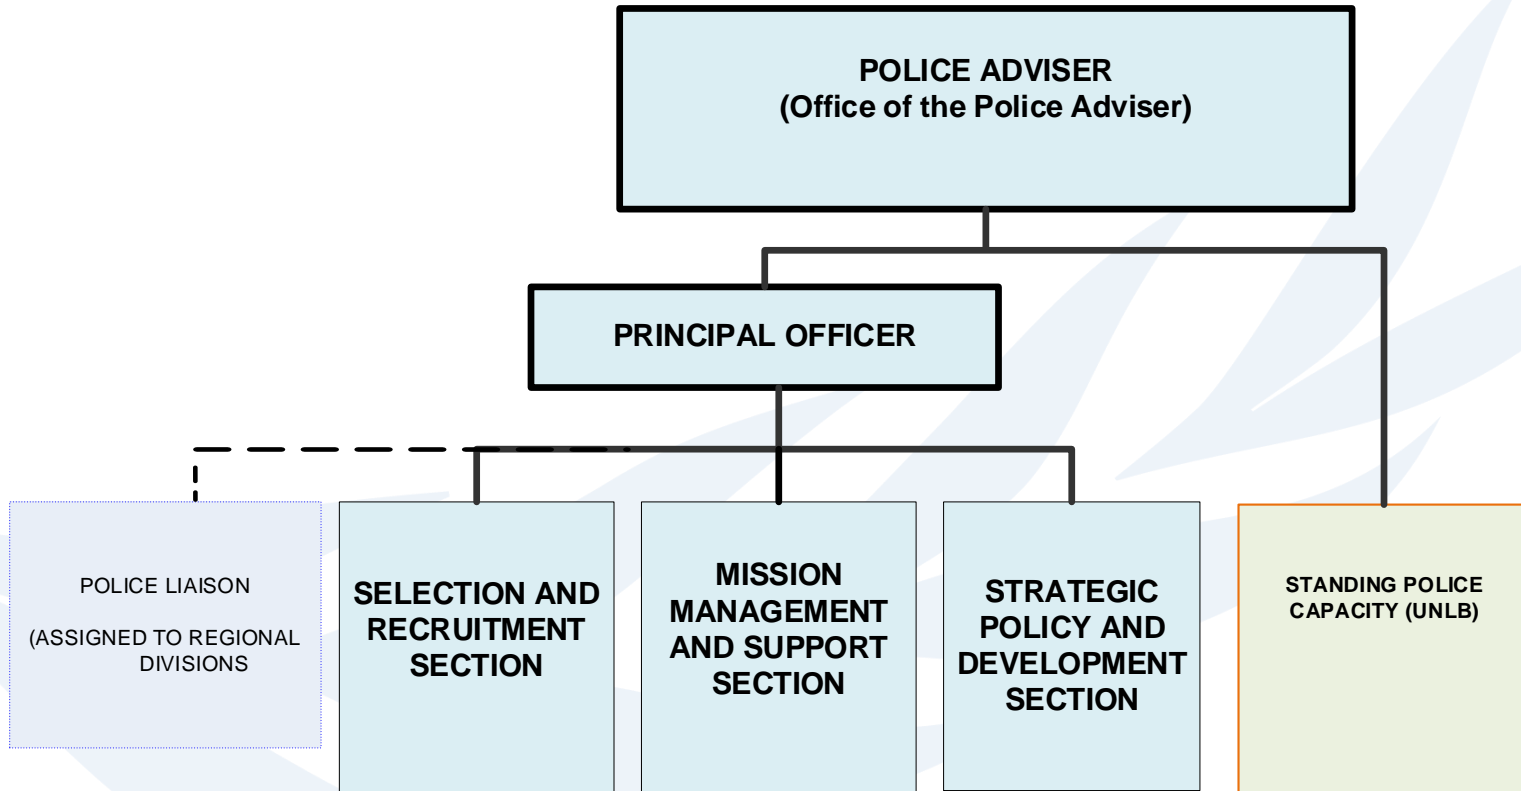 POLICE ADVISER
(Office of the Police Adviser)
PRINCIPAL OFFICER
POLICE LIAISON
(ASSIGNED TO REGIONAL
DIVISIONS
SELECTION AND
RECRUITMENT
SECTION
MISSION
MANAGEMENT
AND SUPPORT
SECTION
STRATEGIC
POLICY AND
DEVELOPMENT
SECTION
STANDING POLICE
CAPACITY (UNLB)